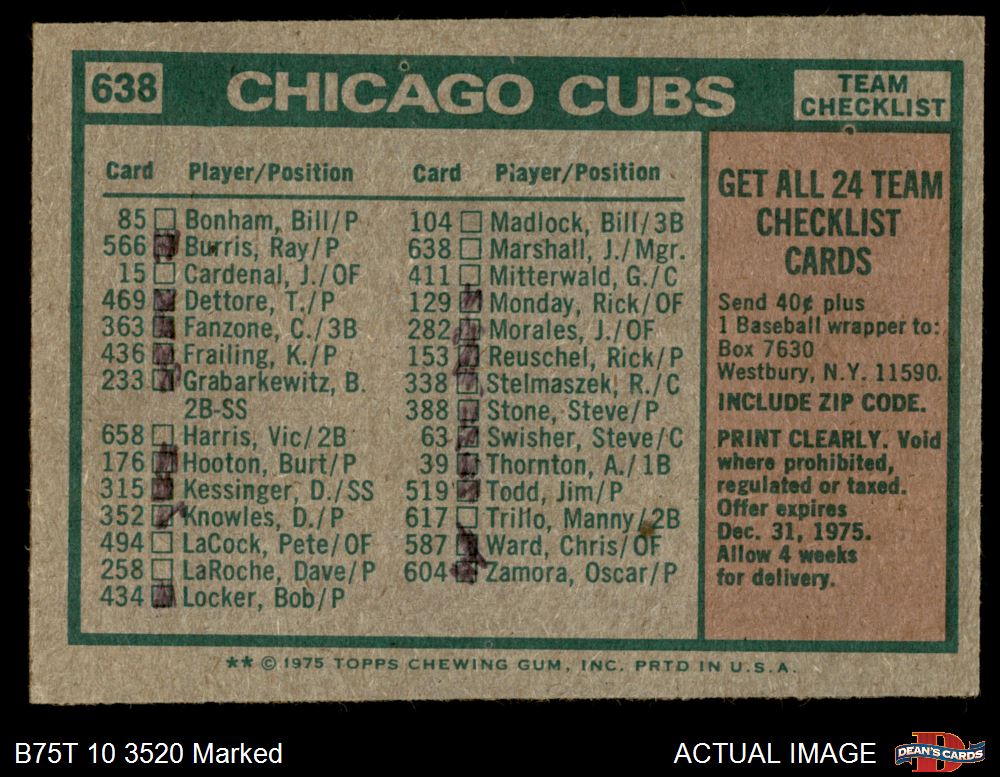 638
CHICAGO CUBS
TEAM
CHECKLIST
Card Player/Position
85 Bonham, Bill/P
566 Burris, Ray/P
15 Cardenal, J./OF
469 Dettore, T./P
363 Fanzone, C./3B
436 Frailing, K./P
233 Grabarkewitz, B.
2B-SS
658 Harris, Vic/2B
176 Hooton, Burt/P
315 Kessinger, D./SS
352 Knowles, D./P
494 LaCock, Pete/OF
258 LaRoche, Dave/P
434 Locker, Bob/P
Card Player/Position
104 Madlock, Bill/3B
638 Marshall, J./Mgr.
411 Mitterwald, G./C
129 Monday, Rick/OF
282 Morales, J./OF
153 Reuschel, Rick/P
338 Stelmaszek, R./C
388 Stone, Steve/P
63 Swisher, Steve/C
39 Thornton, A./1B
519 Todd, Jim/P
617 Trillo, Manny/2B
587 Ward, Chris/OF
604 Zamora, Oscar/P
GET ALL 24 TEAM
CHECKLIST
CARDS
Send 40¢ plus
1 Baseball wrapper to:
Box 7630
Westbury, N.Y. 11590.
INCLUDE ZIP CODE.
PRINT CLEARLY. Void
where prohibited,
regulated or taxed.
Offer expires
Dec. 31, 1975.
Allow 4 weeks
for delivery.
** © 1975 TOPPS CHEWING GUM, INC. PRTD IN U.S.A.
B75T 10 3520 Marked
ACTUAL IMAGE
DEAN'S CARDS